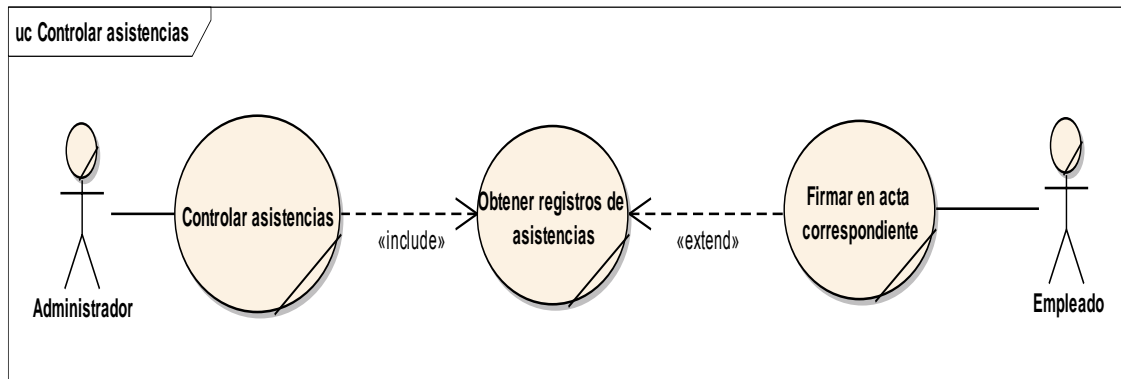 uc Controlar asistencias
Controlar asistencias
«include»
Obtener registros de
asistencias
«extend»
Firmar en acta
correspondiente
Administrador
Empleado